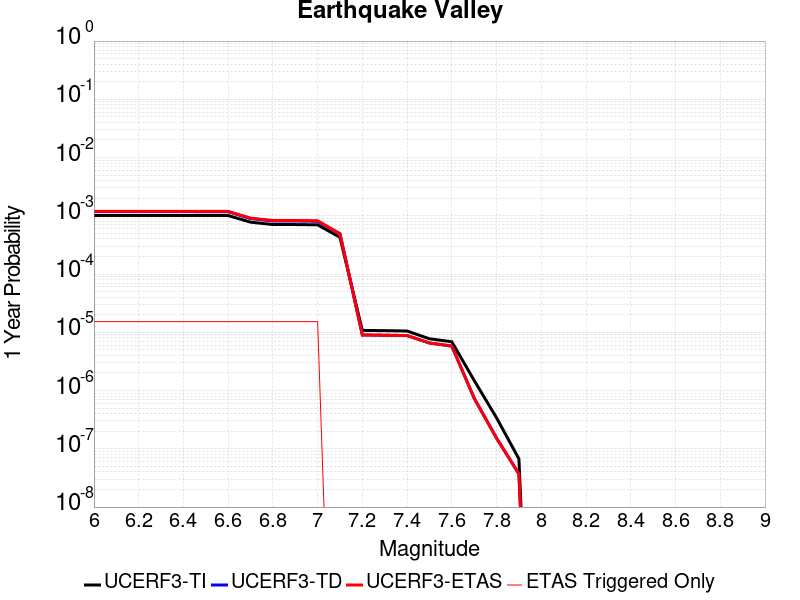 Earthquake Valley
10^0
10^-1
10^-2
10^-3
10^-4
10^-5
10^-6
10^-7
10^-8
1 Year Probability
6 6.2 6.4 6.6 6.8 7 7.2 7.4 7.6 7.8 8 8.2 8.4 8.6 8.8 9
Magnitude
UCERF3-TI UCERF3-TD UCERF3-ETAS ETAS Triggered Only